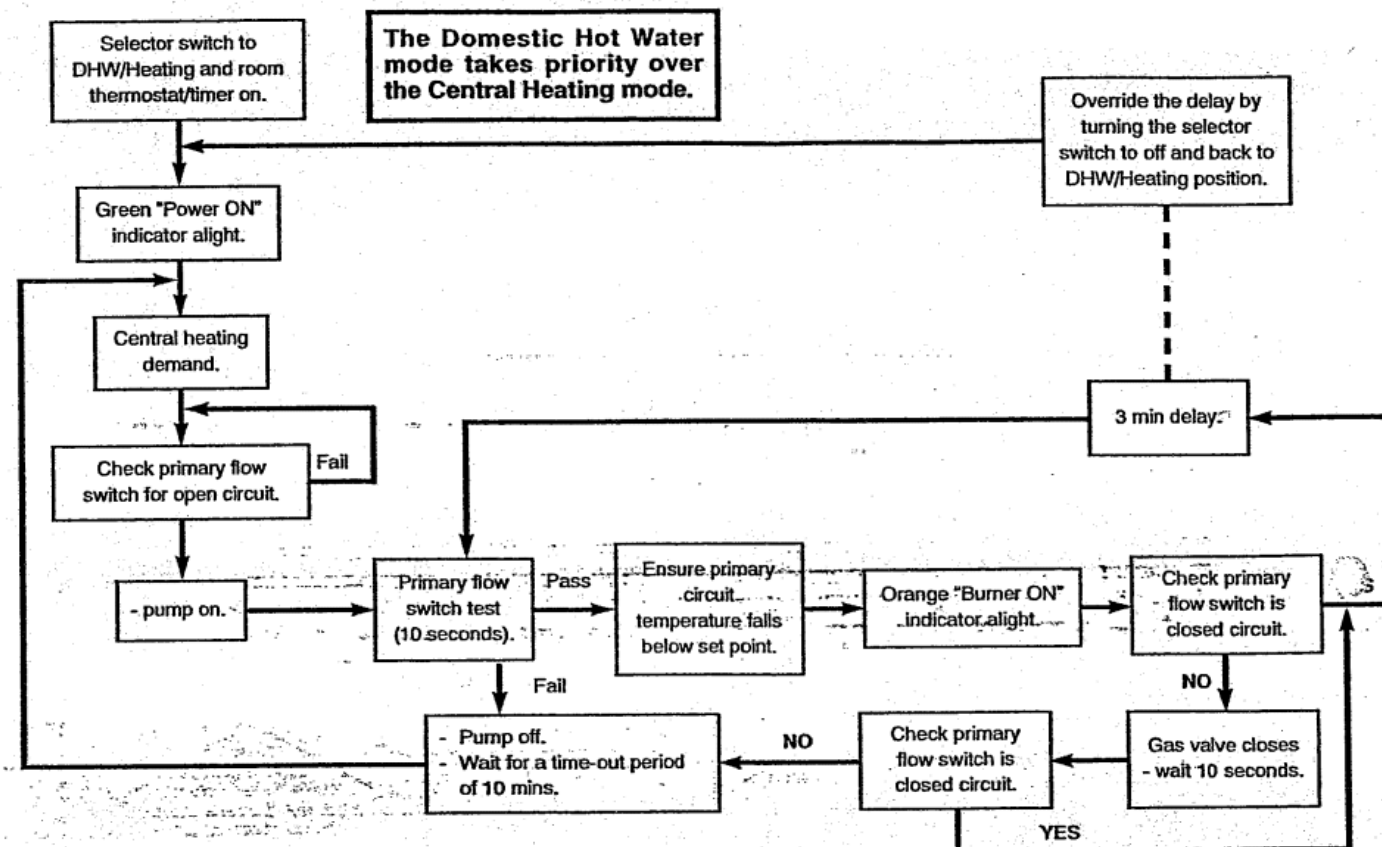 Selector switch to
DHW/Heating and room
thermostat/timer on.
The Domestic Hot Water
mode takes priority over
the Central Heating mode.
Override the delay by
turning the selector
switch to off and back to
DHW/Heating position.
Green "Power ON"
indicator alight.
Central heating
demand.
3 min delay.
Check primary flow
switch for open circuit.
Fail
- pump on.
Primary flow
switch test
(10 seconds).
Pass
Ensure primary
circuit
temperature falls
below set point.
Orange "Burner ON"
indicator alight.
Check primary
flow switch is
closed circuit.
Fail
NO
- Pump off.
- Wait for a time-out period
of 10 mins.
NO
Check primary
flow switch is
closed circuit.
Gas valve closes
- wait 10 seconds.
YES